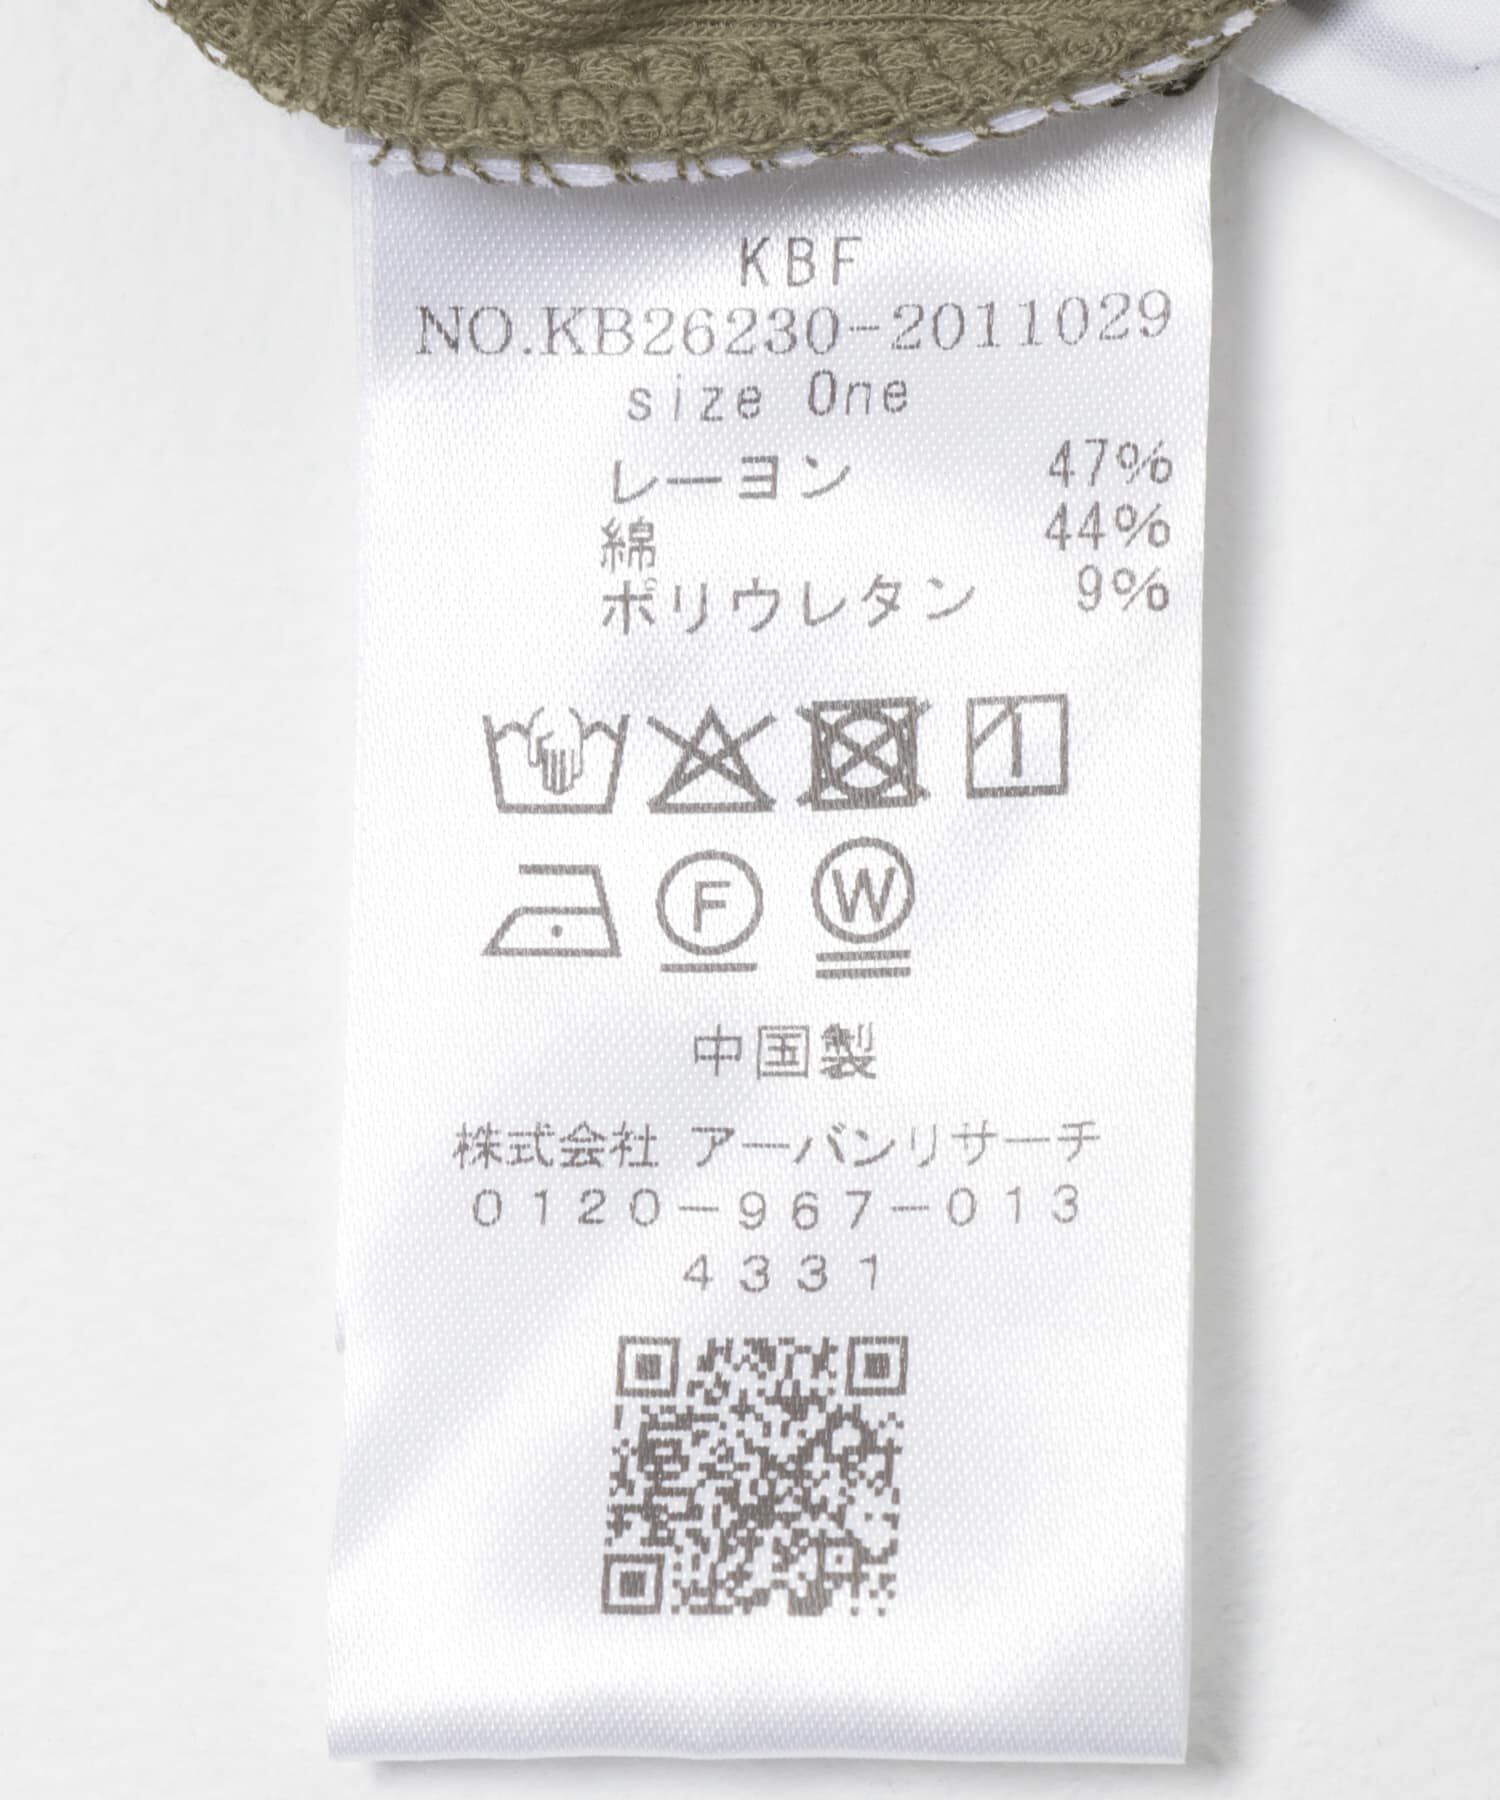 KBF
NO.KB26230-2011029
size One
レーヨン 47%
綿 44%
ポリウレタン 9%
F W
中国製
株式会社 アーバンリサーチ
0120-967-013
4331